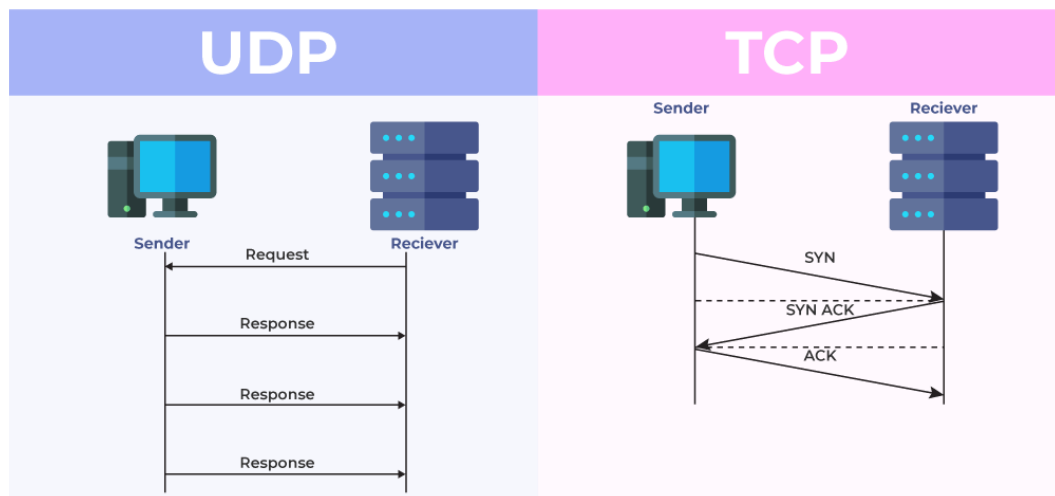 UDP
Sender
Reciever
Request
Response
Response
Response
TCP
Sender
Reciever
SYN
SYN ACK
ACK